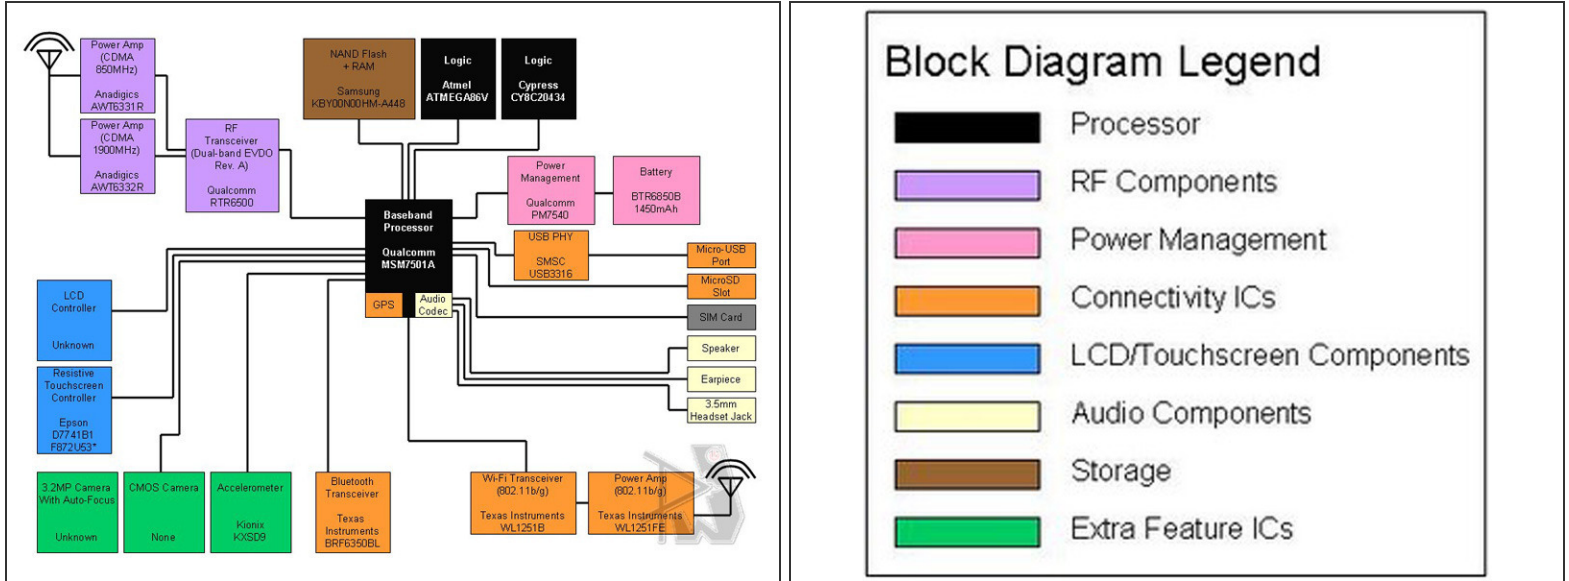 Power Amp
(CDMA
850MHz)
Anadigics
AWT6331R
Power Amp
(CDMA
1900MHz)
Anadigics
AWT6332R
RF
Transceiver
(Dual-band EVDO
Rev. A)
Qualcomm
RTR6500
NAND Flash
+ RAM
Samsung
KBY00N00HM-A448
Logic
Atmel
ATMEGA86V
Logic
Cypress
CY8C20434
Power
Management
Qualcomm
PM7540
Battery
BTR6850B
1450mAh
Baseband
Processor
Qualcomm
MSM7501A
GPS
Audio
Codec
USB PHY
SMSC
USB3316
Micro-USB
Port
MicroSD
Slot
SIM Card
Speaker
Earpiece
3.5mm
Headset Jack
LCD
Controller
Unknown
Resistive
Touchscreen
Controller
Epson
D7741B1
F872U53*
3.2MP Camera
With Auto-Focus
Unknown
CMOS Camera
None
Accelerometer
Kionix
KXSD9
Bluetooth
Transceiver
Texas
Instruments
BRF6350BL
Wi-Fi Transceiver
(802.11b/g)
Texas Instruments
WL1251B
Power Amp
(802.11b/g)
Texas Instruments
WL1251FE
Block Diagram Legend
Processor
RF Components
Power Management
Connectivity ICs
LCD/Touchscreen Components
Audio Components
Storage
Extra Feature ICs